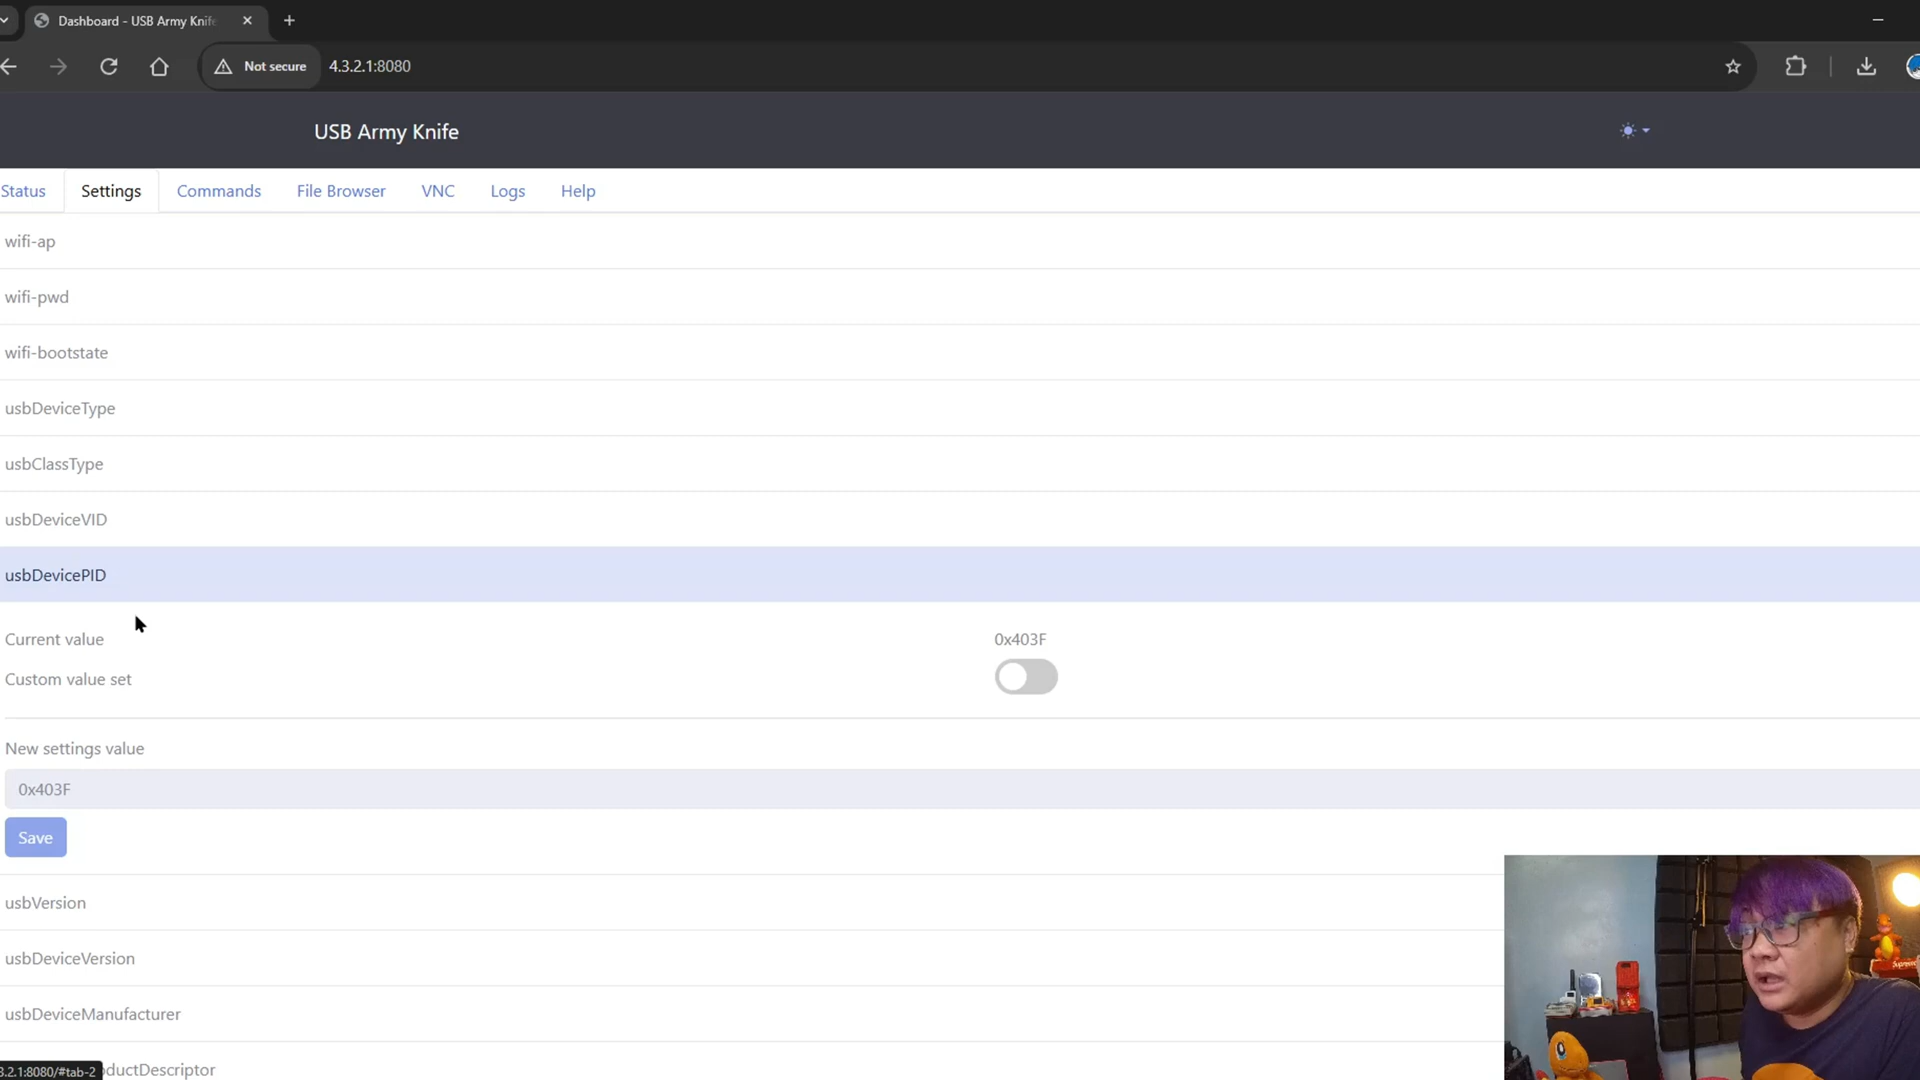 Dashboard - USB Army Knife
Not secure 4.3.2.1:8080
USB Army Knife
Status Settings Commands File Browser VNC Logs Help
wifi-ap
wifi-pwd
wifi-bootstate
usbDeviceType
usbClassType
usbDeviceVID
usbDevicePID
Current value 0x403F
Custom value set
New settings value
0x403F
Save
usbVersion
usbDeviceVersion
usbDeviceManufacturer
3.2.1:8080/#tab-2 ductDescriptor
Supreme